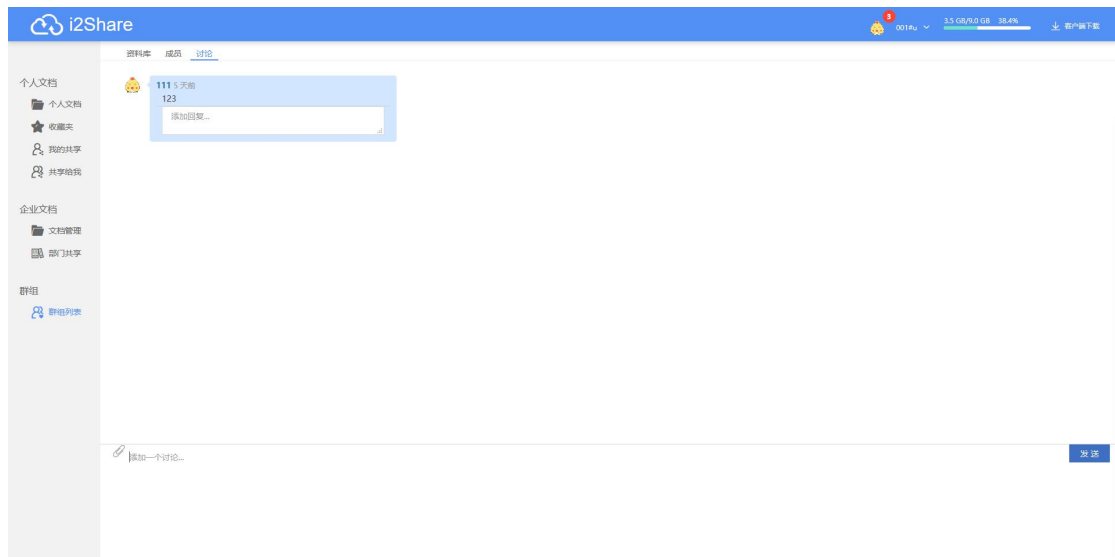 i2Share
3
001#u
3.5 GB/9.0 GB 38.4%
客户端下载
资料库 成员 讨论
个人文档
个人文档
收藏夹
我的共享
共享给我
企业文档
文档管理
部门共享
群组
群组列表
111 5 天前
123
添加回复...
添加一个讨论...
发送